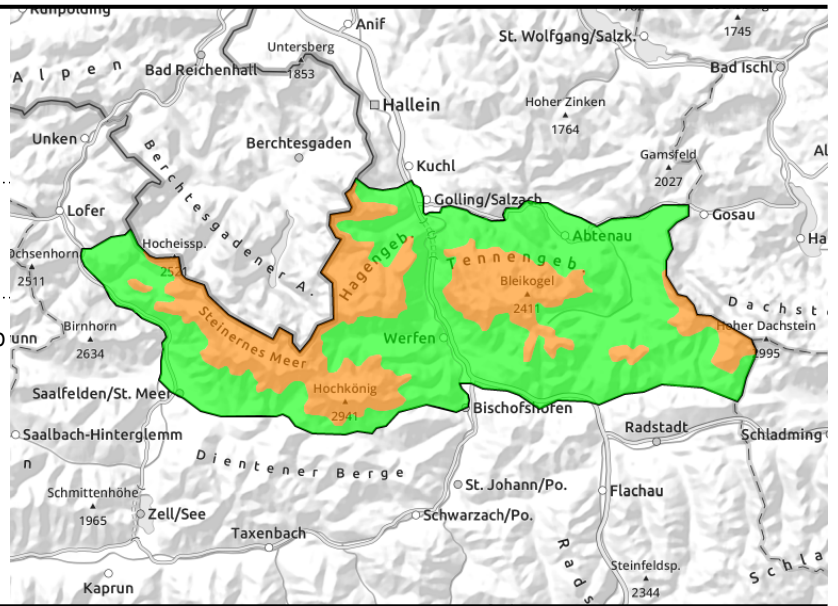 Ruhpolding
Anif
1745
St. Wolfgang/Salzk.
Untersberg
1853
Bad Reichenhall
Alpen
Bad Ischl
Hallein
Hoher Zinken
1764
Unken
Berchtesgaden
Gamsfeld
2027
Kuchl
Berchtesgadener A.
Golling/Salzach
Lofer
Gosau
Abtenau
Hocheissp.
2521
Hagengeb.
Tennengeb.
Ochsenhorn
2511
Bleikogel
2411
Dachst
Steinernes Meer
Birnhorn
2634
Werfen
Hoher Dachstein
2995
Hochkönig
2941
Saalfelden/St. Meer
Bischofshofen
Radstadt
Saalbach-Hinterglemm
Schladming
Dientener Berge
St. Johann/Po.
Schmittenhöhe
1965
Flachau
Zell/See
Schwarzach/Po.
Taxenbach
Rads
Steinfeldsp.
2344
Schla
Kaprun